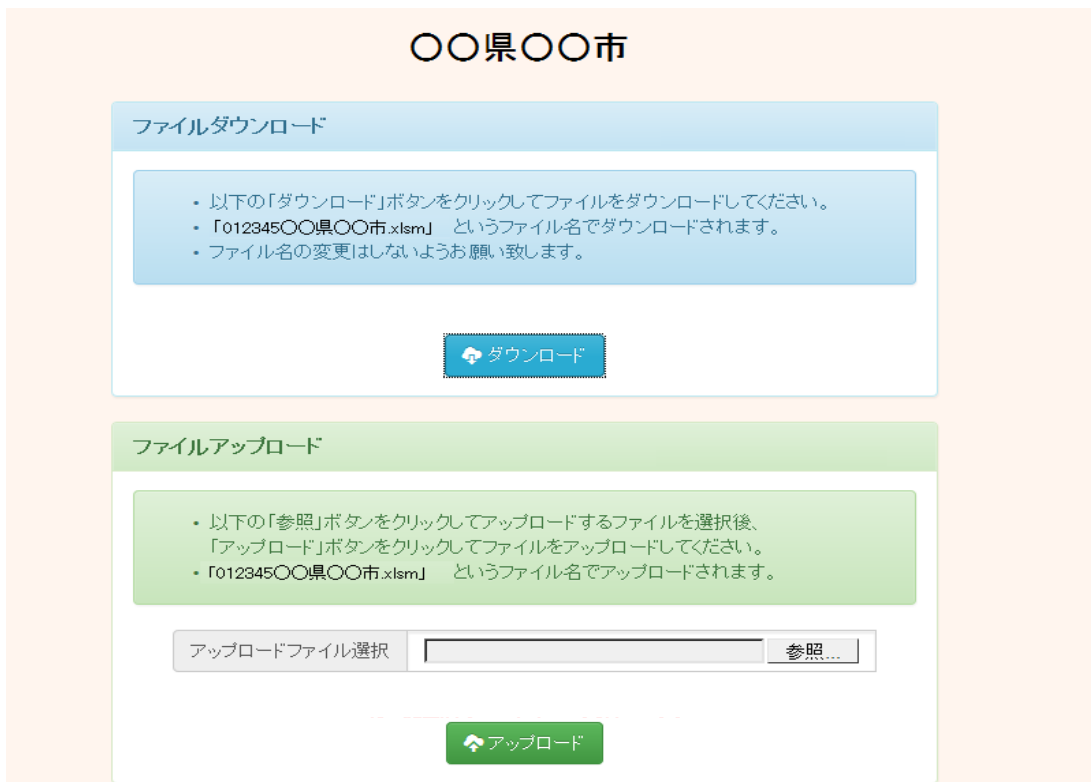 〇〇県〇〇市
ファイルダウンロード
・以下の「ダウンロード」ボタンをクリックしてファイルをダウンロードしてください。
・「012345〇〇県〇〇市.xlsm」 というファイル名でダウンロードされます。
・ファイル名の変更はしないようお願い致します。
ダウンロード
ファイルアップロード
・以下の「参照」ボタンをクリックしてアップロードするファイルを選択後、
「アップロード」ボタンをクリックしてファイルをアップロードしてください。
・「012345〇〇県〇〇市.xlsm」 というファイル名でアップロードされます。
アップロードファイル選択 参照...
アップロード